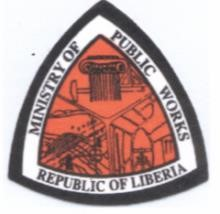 MINISTRY OF PUBLIC WORKS
REPUBLIC OF LIBERIA